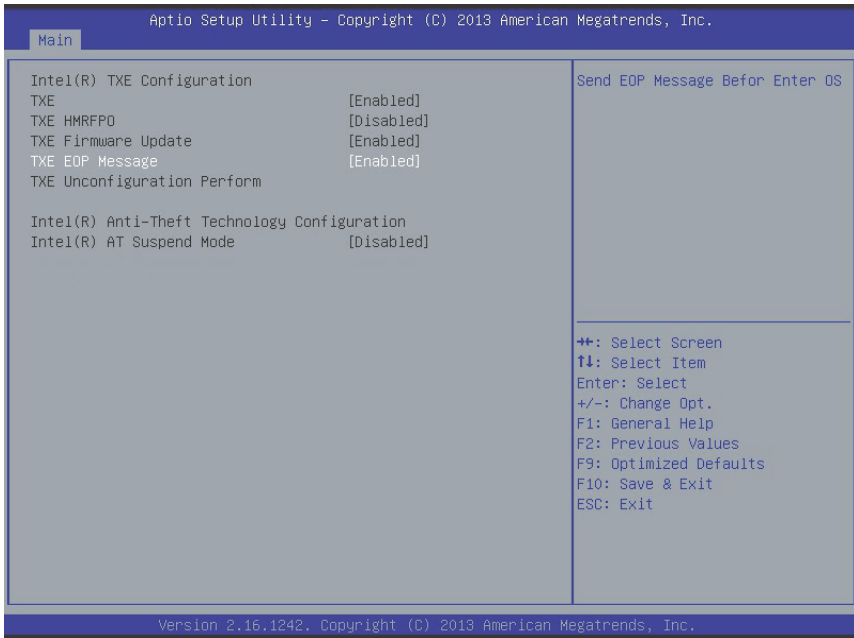 Aptio Setup Utility – Copyright (C) 2013 American Megatrends, Inc.
Main
Intel(R) TXE Configuration
TXE [Enabled]
TXE HMRFPO [Disabled]
TXE Firmware Update [Enabled]
TXE EOP Message [Enabled]
TXE Unconfiguration Perform
Intel(R) Anti-Theft Technology Configuration
Intel(R) AT Suspend Mode [Disabled]
Send EOP Message Befor Enter OS
→←: Select Screen
↑↓: Select Item
Enter: Select
+/-: Change Opt.
F1: General Help
F2: Previous Values
F9: Optimized Defaults
F10: Save & Exit
ESC: Exit
Version 2.16.1242. Copyright (C) 2013 American Megatrends, Inc.